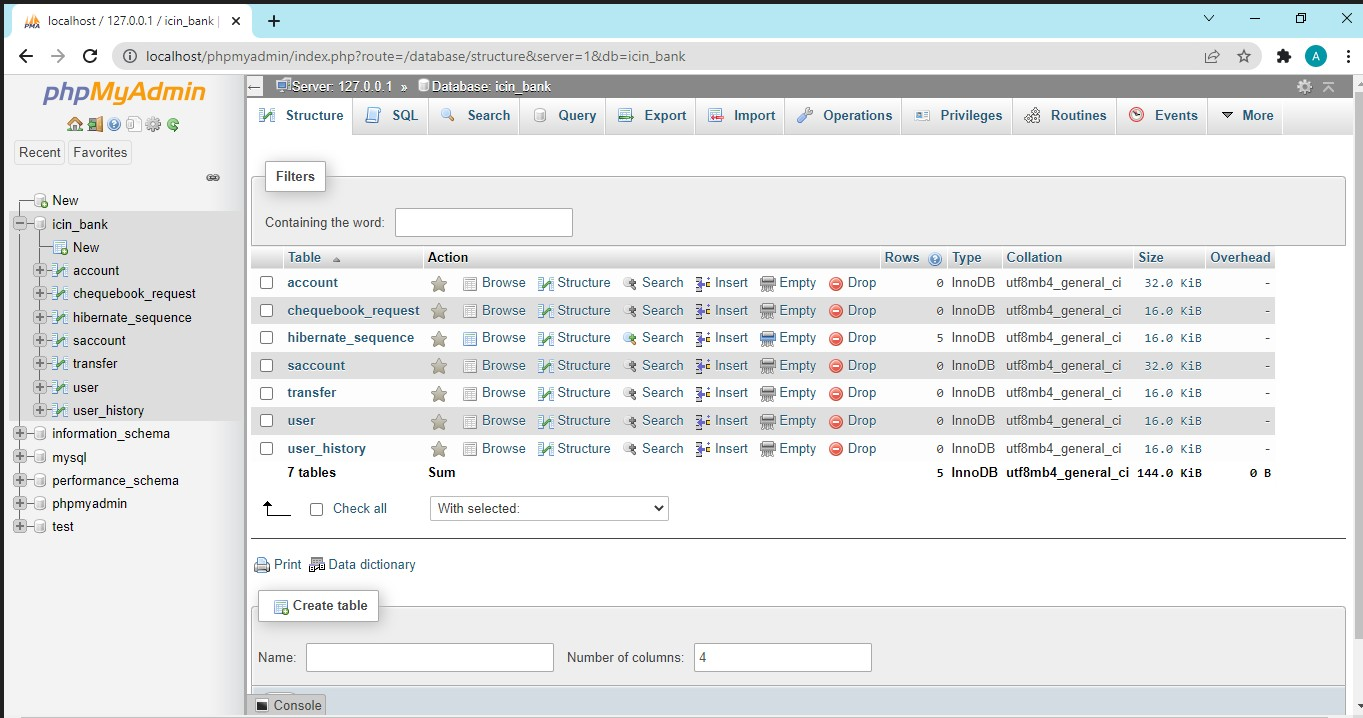 localhost / 127.0.0.1 / icin_bank |
localhost/phpmyadmin/index.php?route=/database/structure&server=1&db=icin_bank
A
phpMyAdmin
Recent Favorites
New
icin_bank
New
account
chequebook_request
hibernate_sequence
saccount
transfer
user
user_history
information_schema
mysql
performance_schema
phpmyadmin
test
Server: 127.0.0.1 » Database: icin_bank
Structure SQL Search Query Export Import Operations Privileges Routines Events More
Filters
Containing the word:
Table Action Rows Type Collation Size Overhead
account Browse Structure Search Insert Empty Drop 0 InnoDB utf8mb4_general_ci 32.0 KiB -
chequebook_request Browse Structure Search Insert Empty Drop 0 InnoDB utf8mb4_general_ci 16.0 KiB -
hibernate_sequence Browse Structure Search Insert Empty Drop 5 InnoDB utf8mb4_general_ci 16.0 KiB -
saccount Browse Structure Search Insert Empty Drop 0 InnoDB utf8mb4_general_ci 32.0 KiB -
transfer Browse Structure Search Insert Empty Drop 0 InnoDB utf8mb4_general_ci 16.0 KiB -
user Browse Structure Search Insert Empty Drop 0 InnoDB utf8mb4_general_ci 16.0 KiB -
user_history Browse Structure Search Insert Empty Drop 0 InnoDB utf8mb4_general_ci 16.0 KiB -
7 tables Sum 5 InnoDB utf8mb4_general_ci 144.0 KiB 0 B
Check all With selected:
Print Data dictionary
Create table
Name: Number of columns: 4
Console